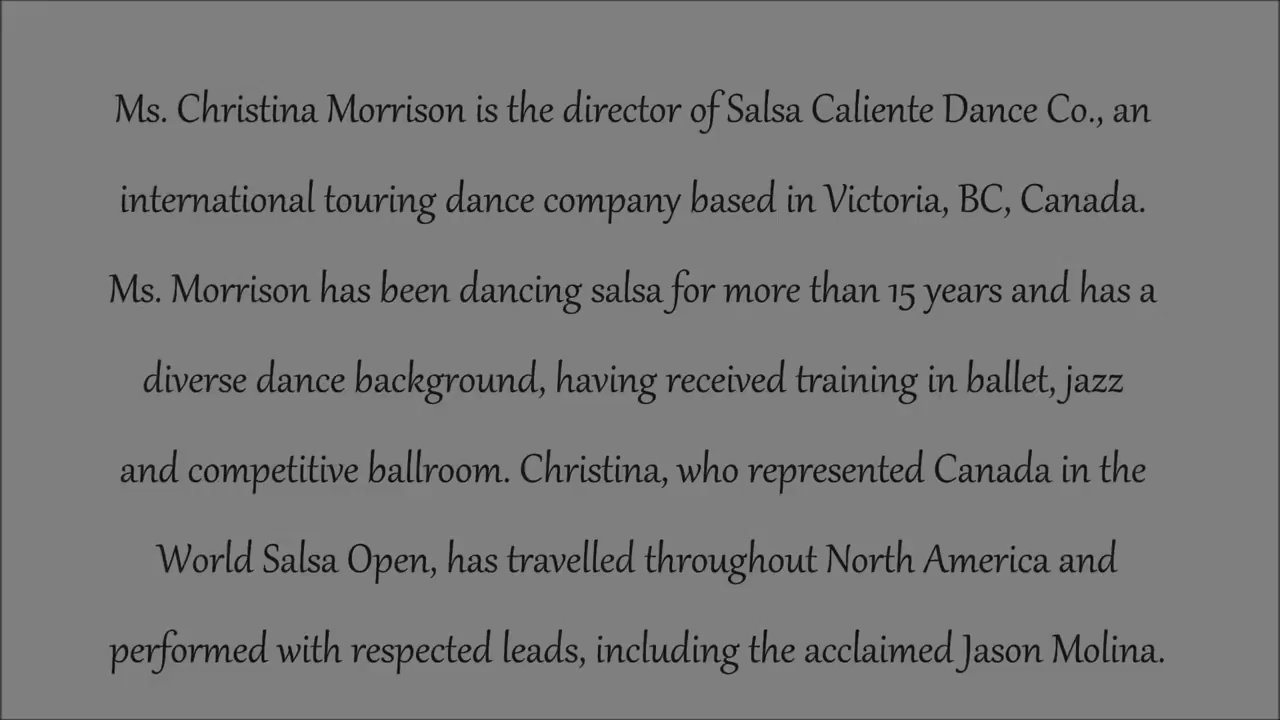 Ms. Christina Morrison is the director of Salsa Caliente Dance Co., an
international touring dance company based in Victoria, BC, Canada.
Ms. Morrison has been dancing salsa for more than 15 years and has a
diverse dance background, having received training in ballet, jazz
and competitive ballroom. Christina, who represented Canada in the
World Salsa Open, has travelled throughout North America and
performed with respected leads, including the acclaimed Jason Molina.